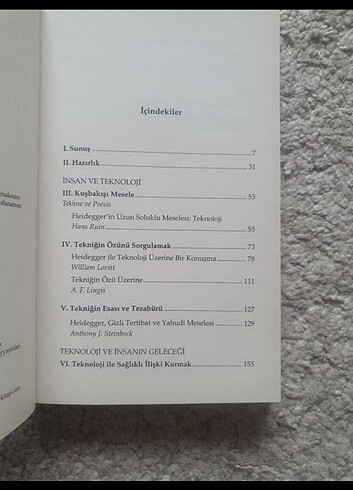 İçindekiler
I. Sunuş 7
II. Hazırlık 31
İNSAN VE TEKNOLOJİ
III. Kuşbakışı Mesele 53
Tekhne ve Poesis
Heidegger'in Uzun Soluklu Meselesi: Teknoloji
Hans Ruin 55
IV. Tekniğin Özünü Sorgulamak 73
Heidegger ile Teknoloji Üzerine Bir Konuşma 78
William Lovitt
Tekniğin Özü Üzerine 111
A. F. Lingis
V. Tekniğin Esası ve Tezahürü 127
Heidegger, Gizli Tertibat ve Yahudi Meselesi 129
Anthony J. Steinbock
TEKNOLOJİ VE İNSANIN GELECEĞİ
VI. Teknoloji ile Sağlıklı İlişki Kurmak 155